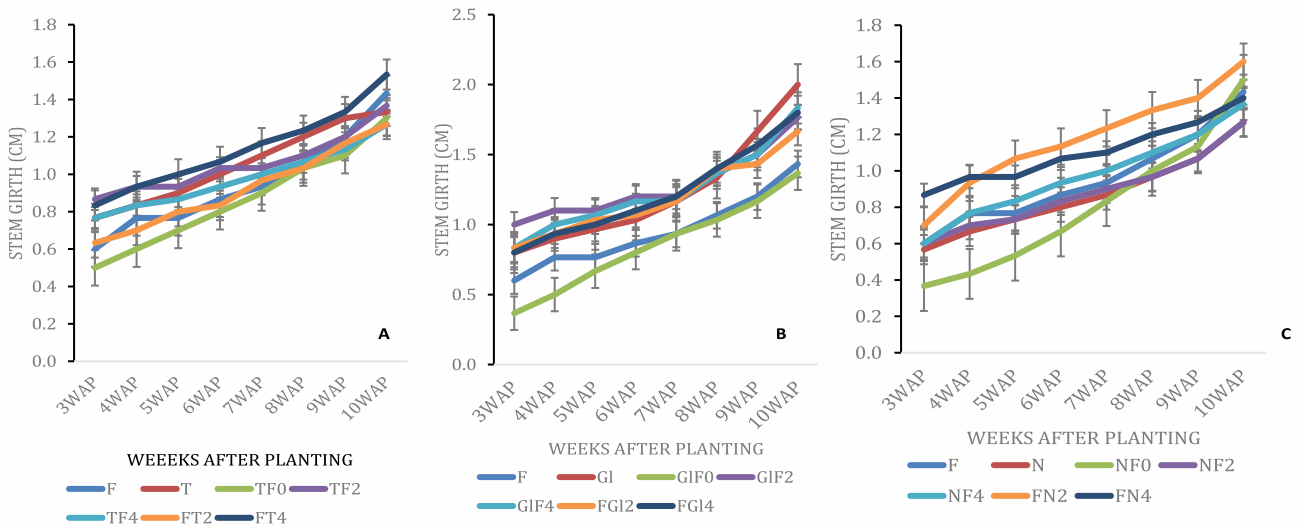 1.8
1.6
1.4
1.2
1.0
0.8
0.6
0.4
0.2
0.0
STEM GIRTH (CM)
A
3WAP 4WAP 5WAP 6WAP 7WAP 8WAP 9WAP 10WAP
WEEEKS AFTER PLANTING
F T TF0 TF2
TF4 FT2 FT4
2.5
2.0
1.5
1.0
0.5
0.0
STEM GIRTH (CM)
B
3WAP 4WAP 5WAP 6WAP 7WAP 8WAP 9WAP 10WAP
WEEEKS AFTER PLANTING
F Gl GlF0 GlF2
GlF4 FGl2 FGl4
1.8
1.6
1.4
1.2
1.0
0.8
0.6
0.4
0.2
0.0
STEM GIRTH (CM)
C
3WAP 4WAP 5WAP 6WAP 7WAP 8WAP 9WAP 10WAP
WEEKS AFTER PLANTING
F N NF0 NF2
NF4 FN2 FN4